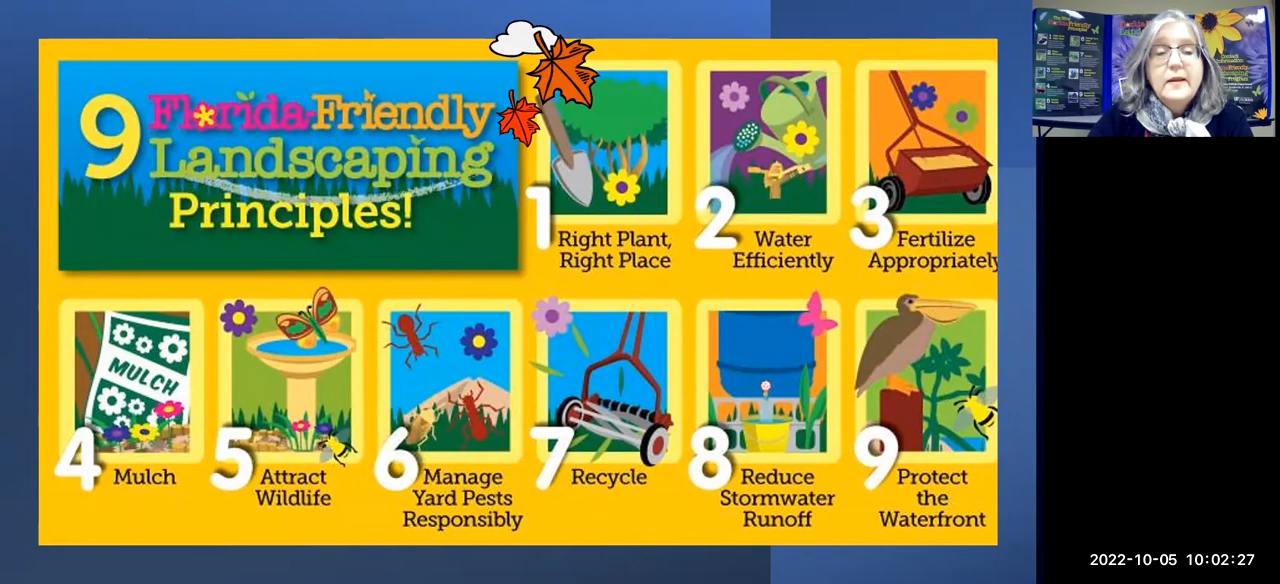 9 Florida-Friendly
Landscaping
Principles!
1 Right Plant,
Right Place
2 Water
Efficiently
3 Fertilize
Appropriately
MULCH
4 Mulch
5 Attract
Wildlife
6 Manage
Yard Pests
Responsibly
7 Recycle
8 Reduce
Stormwater
Runoff
9 Protect
the
Waterfront
2022-10-05 10:02:27